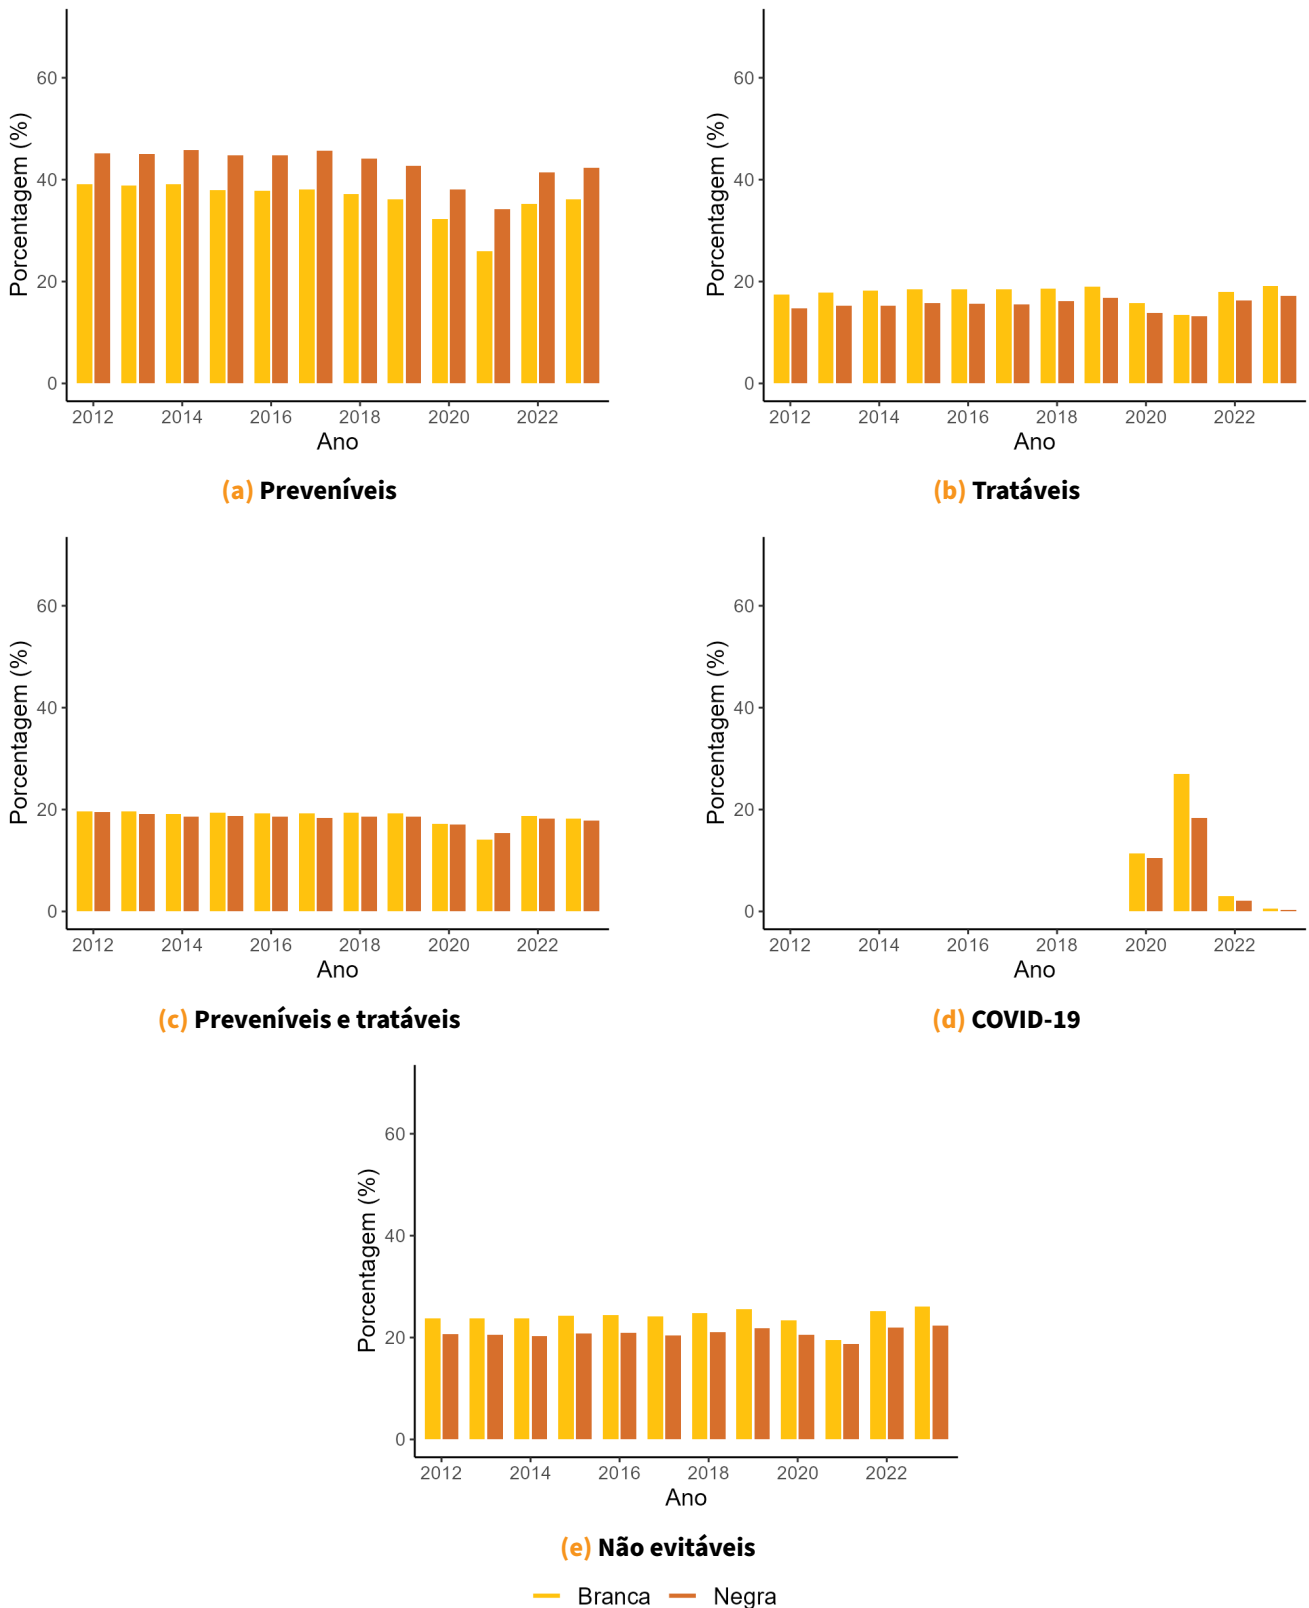 60
40
20
0
Porcentagem (%)
2012 2014 2016 2018 2020 2022
Ano
(a) Preveníveis
60
40
20
0
Porcentagem (%)
2012 2014 2016 2018 2020 2022
Ano
(b) Tratáveis
60
40
20
0
Porcentagem (%)
2012 2014 2016 2018 2020 2022
Ano
(c) Preveníveis e tratáveis
60
40
20
0
Porcentagem (%)
2012 2014 2016 2018 2020 2022
Ano
(d) COVID-19
60
40
20
0
Porcentagem (%)
2012 2014 2016 2018 2020 2022
Ano
(e) Não evitáveis
Branca Negra